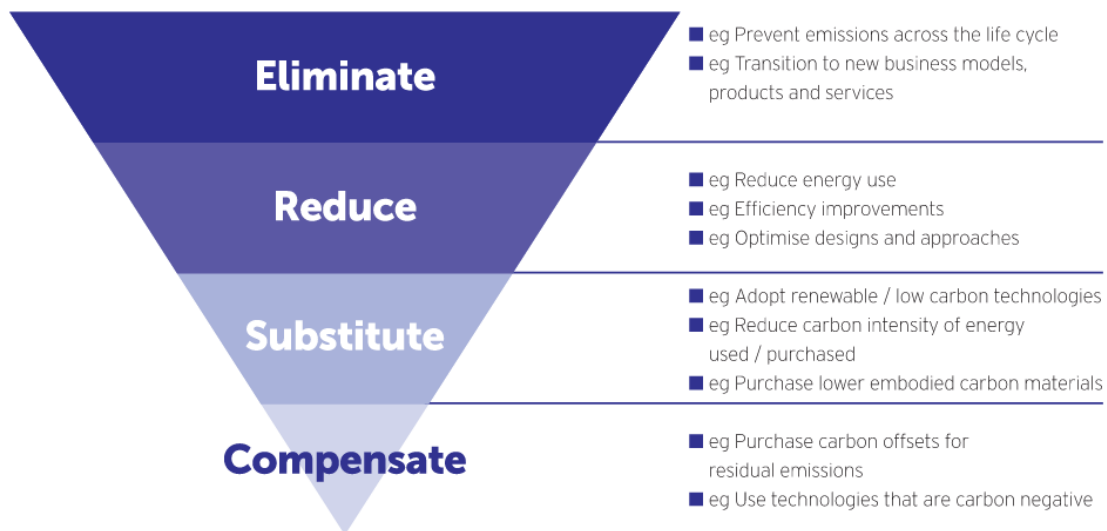 Eliminate
■ eg Prevent emissions across the life cycle
■ eg Transition to new business models,
products and services
Reduce
■ eg Reduce energy use
■ eg Efficiency improvements
■ eg Optimise designs and approaches
Substitute
■ eg Adopt renewable / low carbon technologies
■ eg Reduce carbon intensity of energy
used / purchased
■ eg Purchase lower embodied carbon materials
Compensate
■ eg Purchase carbon offsets for
residual emissions
■ eg Use technologies that are carbon negative